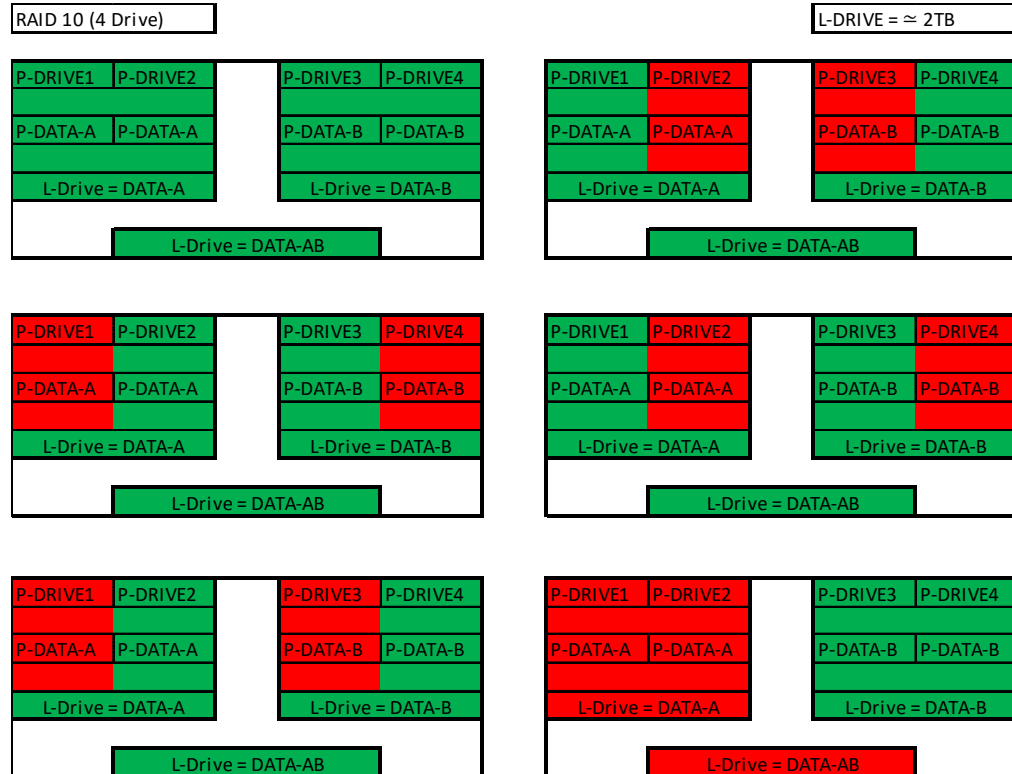 RAID 10 (4 Drive)
L-DRIVE = ≃ 2TB
P-DRIVE1 P-DRIVE2 P-DRIVE3 P-DRIVE4
P-DATA-A P-DATA-A P-DATA-B P-DATA-B
L-Drive = DATA-A L-Drive = DATA-B
L-Drive = DATA-AB
P-DRIVE1 P-DRIVE2 P-DRIVE3 P-DRIVE4
P-DATA-A P-DATA-A P-DATA-B P-DATA-B
L-Drive = DATA-A L-Drive = DATA-B
L-Drive = DATA-AB
P-DRIVE1 P-DRIVE2 P-DRIVE3 P-DRIVE4
P-DATA-A P-DATA-A P-DATA-B P-DATA-B
L-Drive = DATA-A L-Drive = DATA-B
L-Drive = DATA-AB
P-DRIVE1 P-DRIVE2 P-DRIVE3 P-DRIVE4
P-DATA-A P-DATA-A P-DATA-B P-DATA-B
L-Drive = DATA-A L-Drive = DATA-B
L-Drive = DATA-AB
P-DRIVE1 P-DRIVE2 P-DRIVE3 P-DRIVE4
P-DATA-A P-DATA-A P-DATA-B P-DATA-B
L-Drive = DATA-A L-Drive = DATA-B
L-Drive = DATA-AB
P-DRIVE1 P-DRIVE2 P-DRIVE3 P-DRIVE4
P-DATA-A P-DATA-A P-DATA-B P-DATA-B
L-Drive = DATA-A L-Drive = DATA-B
L-Drive = DATA-AB